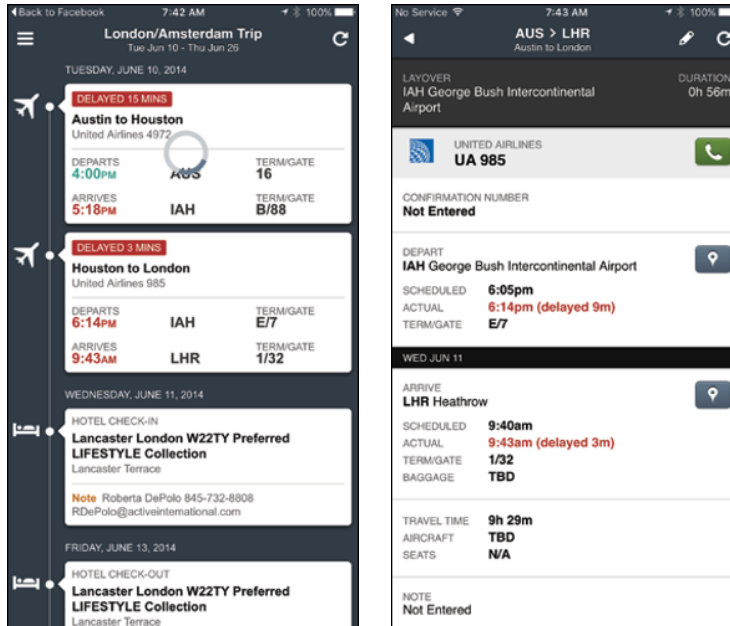 Back to Facebook 7:42 AM 100%
London/Amsterdam Trip
Tue Jun 10 - Thu Jun 26
TUESDAY, JUNE 10, 2014
DELAYED 15 MINS
Austin to Houston
United Airlines 4972
DEPARTS TERM/GATE
4:00PM AUS 16
ARRIVES TERM/GATE
5:18PM IAH B/88
DELAYED 3 MINS
Houston to London
United Airlines 985
DEPARTS TERM/GATE
6:14PM IAH E/7
ARRIVES TERM/GATE
9:43AM LHR 1/32
WEDNESDAY, JUNE 11, 2014
HOTEL CHECK-IN
Lancaster London W22TY Preferred
LIFESTYLE Collection
Lancaster Terrace
Note Roberta DePolo 845-732-8808
RDePolo@activeinternational.com
FRIDAY, JUNE 13, 2014
HOTEL CHECK-OUT
Lancaster London W22TY Preferred
LIFESTYLE Collection
Lancaster Terrace
No Service 7:43 AM 100%
AUS > LHR
Austin to London
LAYOVER DURATION
IAH George Bush Intercontinental 0h 56m
Airport
UNITED AIRLINES
UA 985
CONFIRMATION NUMBER
Not Entered
DEPART
IAH George Bush Intercontinental Airport
SCHEDULED 6:05pm
ACTUAL 6:14pm (delayed 9m)
TERM/GATE E/7
WED JUN 11
ARRIVE
LHR Heathrow
SCHEDULED 9:40am
ACTUAL 9:43am (delayed 3m)
TERM/GATE 1/32
BAGGAGE TBD
TRAVEL TIME 9h 29m
AIRCRAFT TBD
SEATS N/A
NOTE
Not Entered